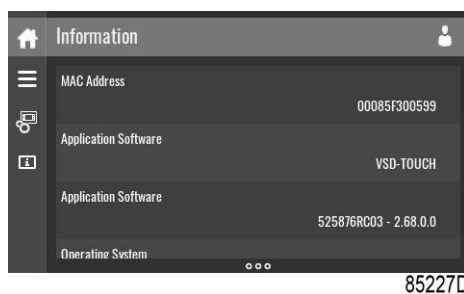 Information
MAC Address
00085F300599
Application Software
VSD-TOUCH
Application Software
525876RC03 - 2.68.0.0
Operating System
85227D